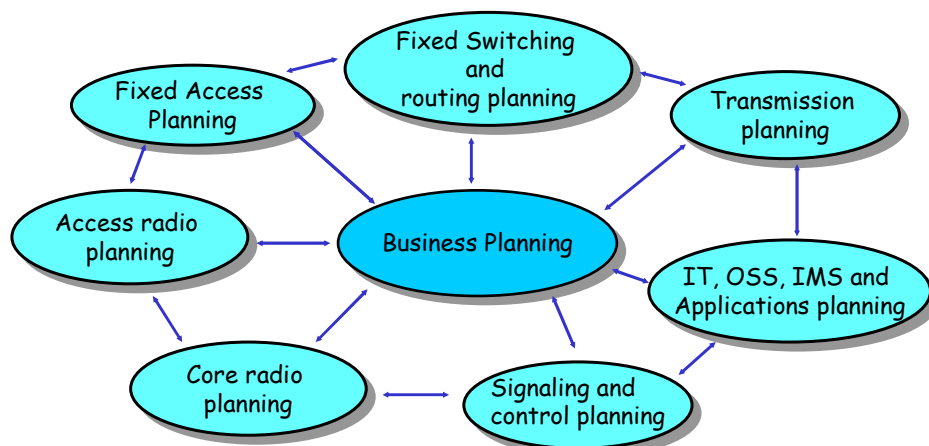 Fixed Switching
and
routing planning
Fixed Access
Planning
Transmission
planning
Access radio
planning
Business Planning
IT, OSS, IMS and
Applications planning
Core radio
planning
Signaling and
control planning